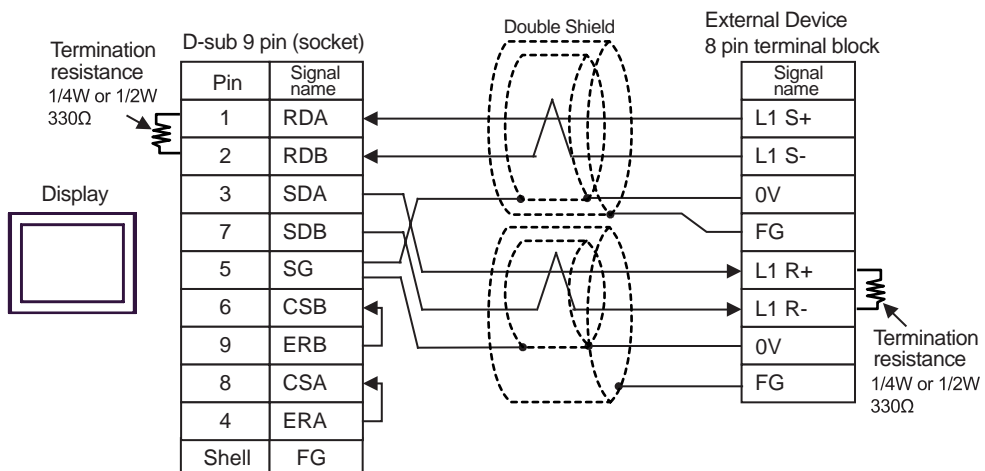 Double Shield
External Device
8 pin terminal block
Termination
resistance
1/4W or 1/2W
330Ω
D-sub 9 pin (socket)
Pin Signal name
1 RDA
2 RDB
3 SDA
7 SDB
5 SG
6 CSB
9 ERB
8 CSA
4 ERA
Shell FG
Display
Signal name
L1 S+
L1 S-
0V
FG
L1 R+
L1 R-
0V
FG
Termination
resistance
1/4W or 1/2W
330Ω